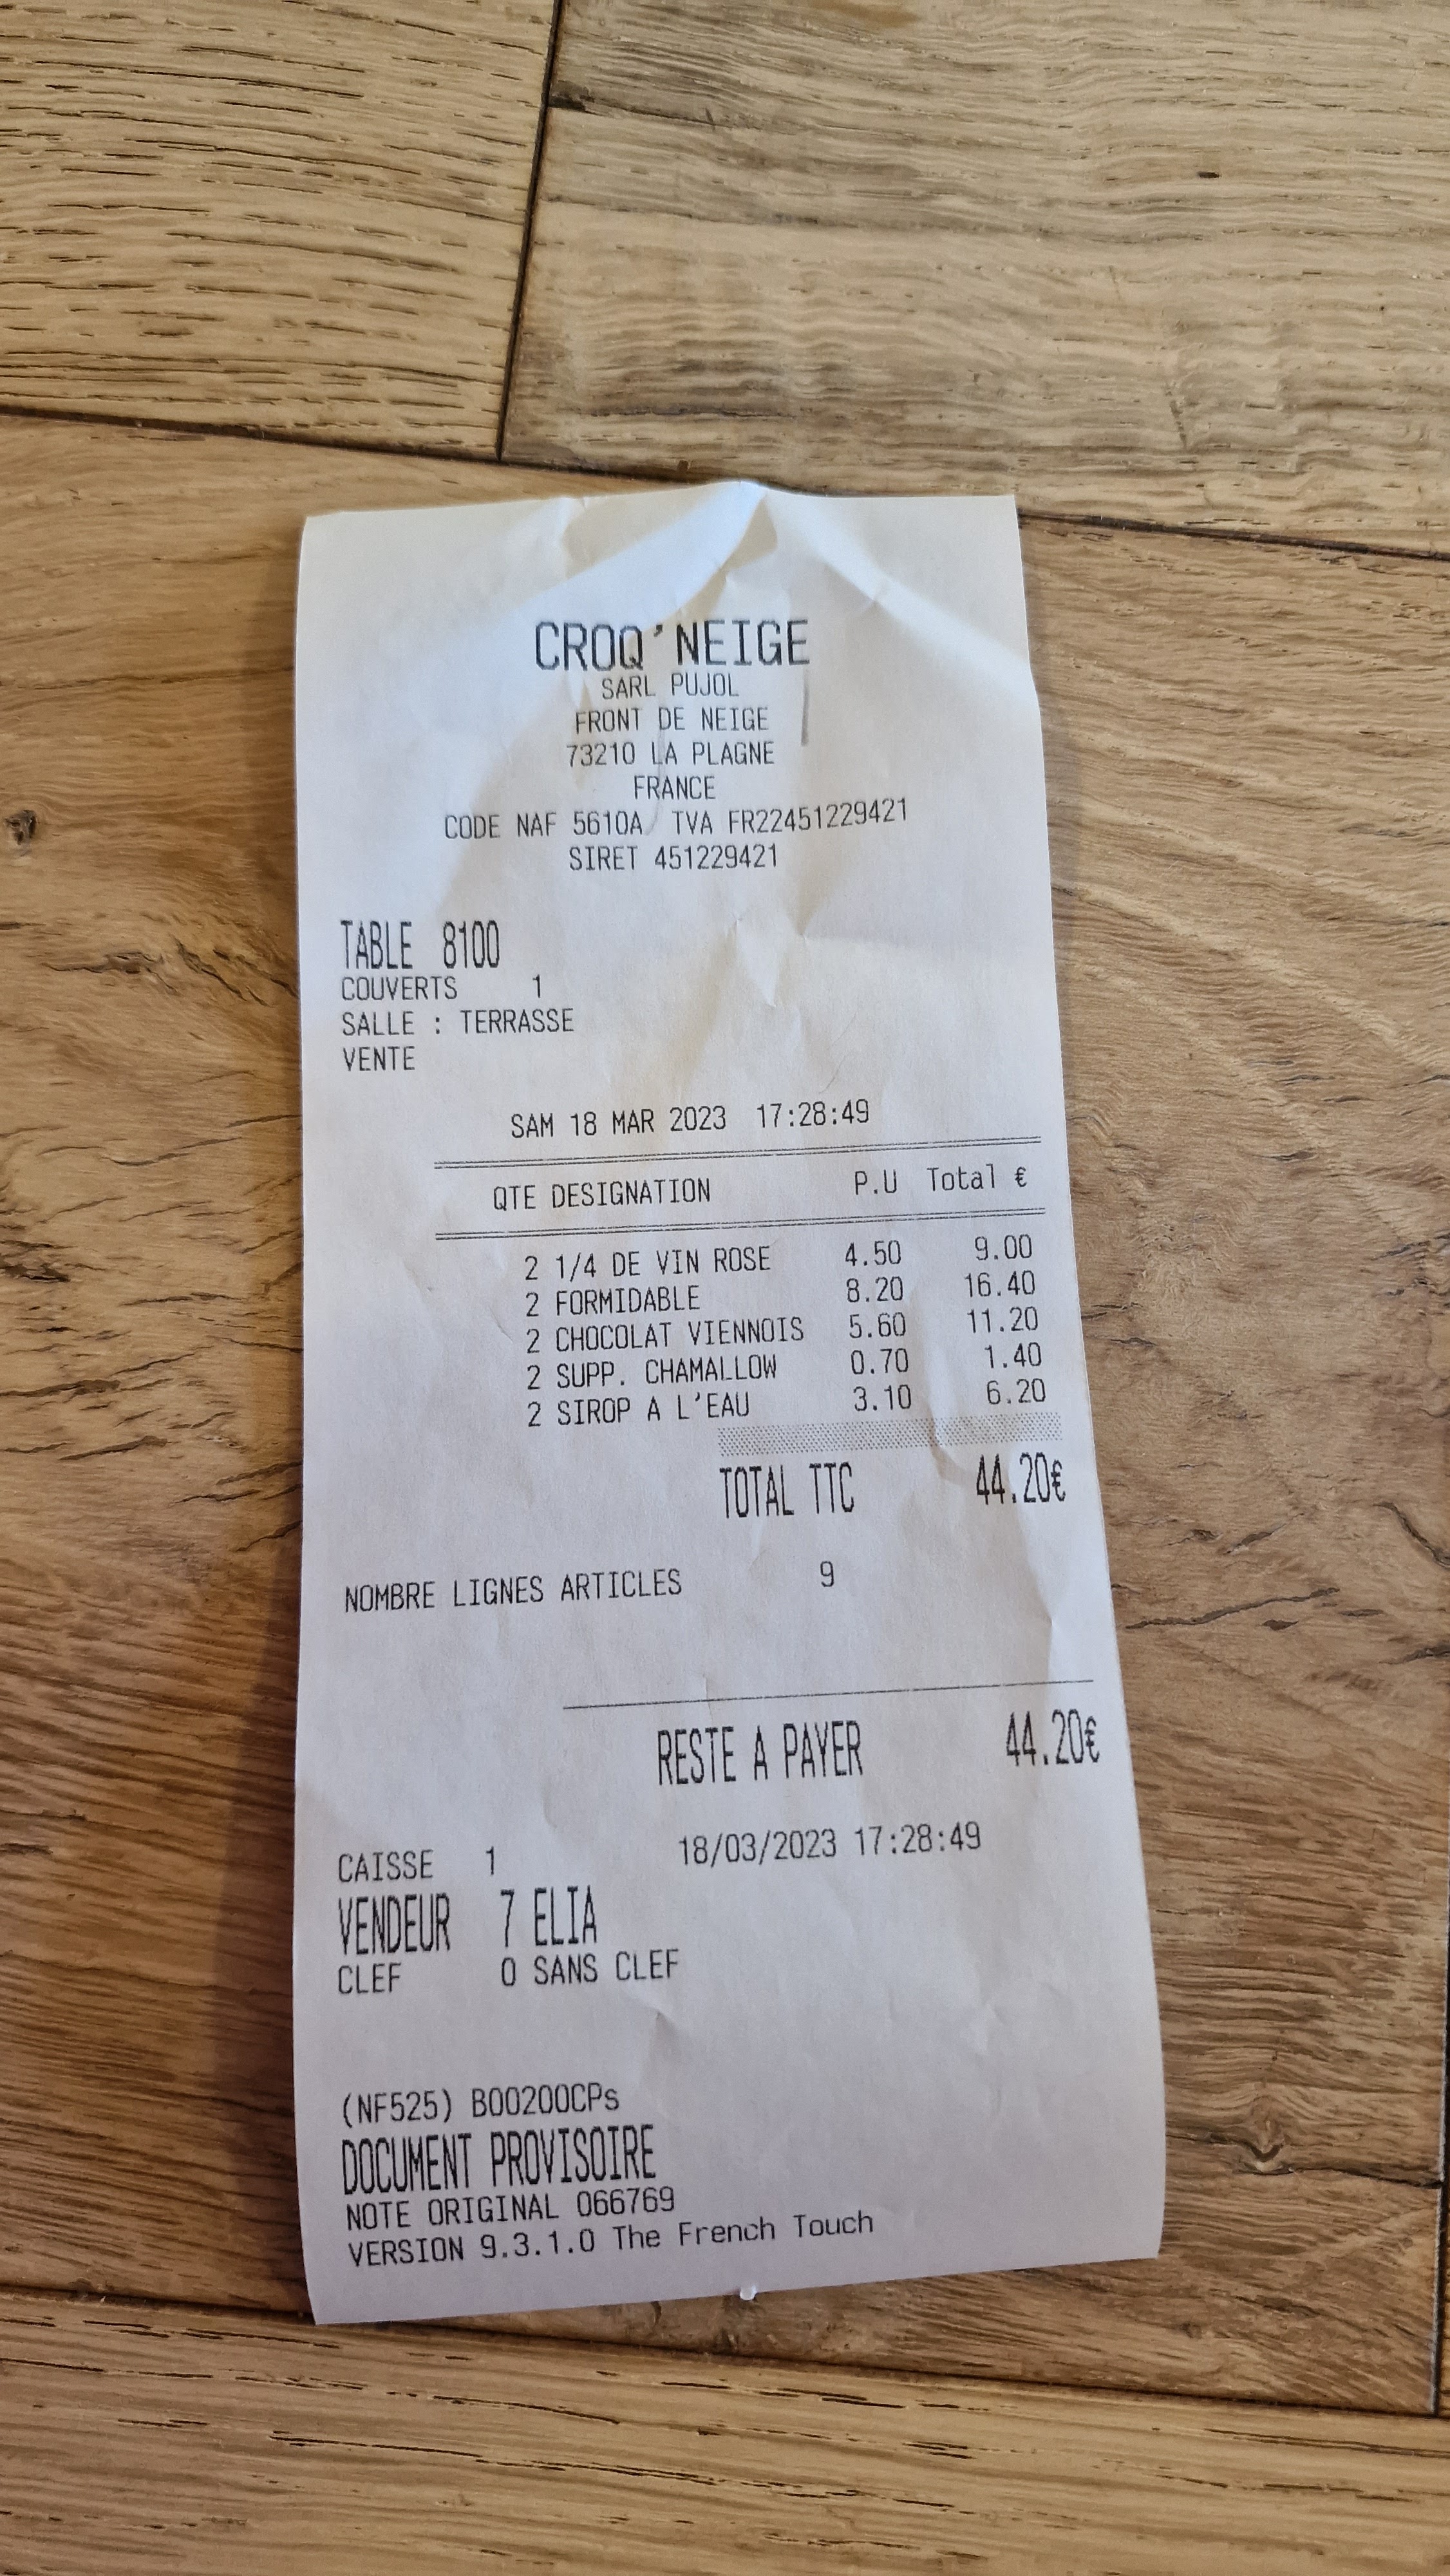 CROQ'NEIGE
SARL PUJOL
FRONT DE NEIGE
73210 LA PLAGNE
FRANCE
CODE NAF 5610A/ TVA FR22451229421
SIRET 451229421
TABLE 8100
COUVERTS 1
SALLE : TERRASSE
VENTE
SAM 18 MAR 2023 17:28:49
QTE DESIGNATION P.U Total €
2 1/4 DE VIN ROSE 4.50 9.00
2 FORMIDABLE 8.20 16.40
2 CHOCOLAT VIENNOIS 5.60 11.20
2 SUPP. CHAMALLOW 0.70 1.40
2 SIROP A L'EAU 3.10 6.20
TOTAL TTC 44.20€
NOMBRE LIGNES ARTICLES 9
RESTE A PAYER 44.20€
CAISSE 1 18/03/2023 17:28:49
VENDEUR 7 ELIA
CLEF 0 SANS CLEF
(NF525) B00200CPs
DOCUMENT PROVISOIRE
NOTE ORIGINAL 066769
VERSION 9.3.1.0 The French Touch